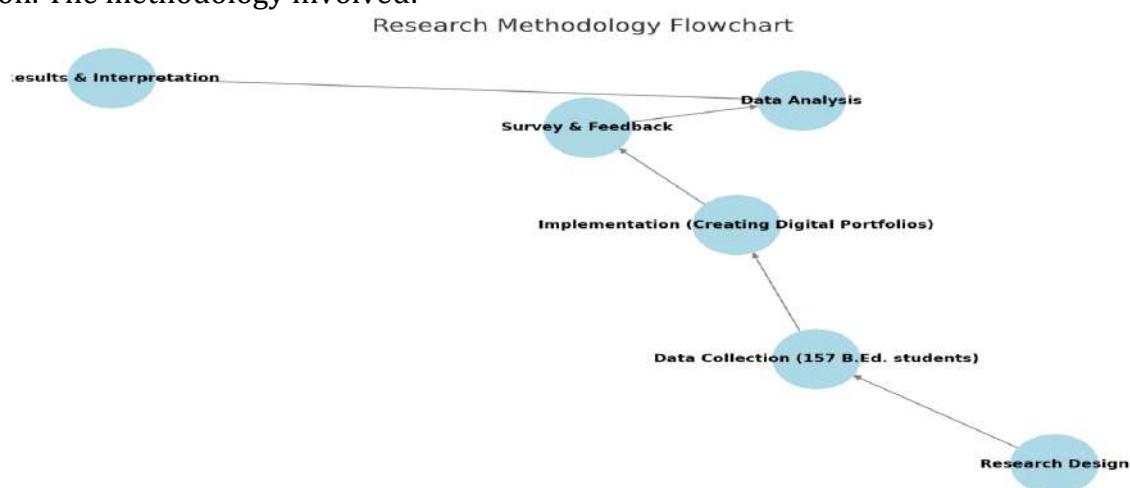 on. The methodology involved:
Research Methodology Flowchart
esults & Interpretation
Data Analysis
Survey & Feedback
Implementation (Creating Digital Portfolios)
Data Collection (157 B.Ed. students)
Research Design